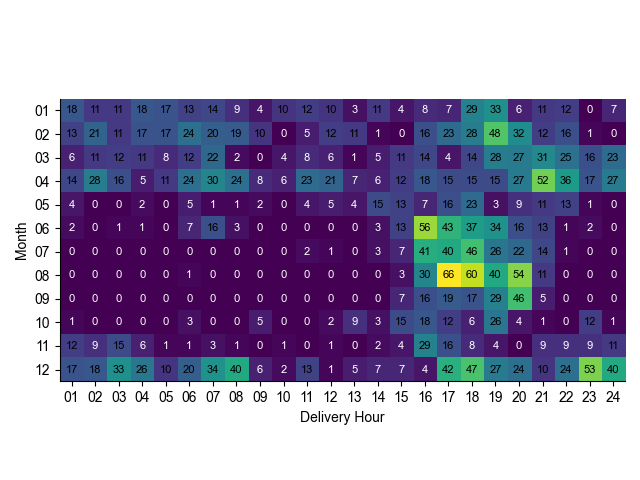 01 18 11 11 18 17 13 14 9 4 10 12 10 3 11 4 8 7 29 33 6 11 12 0 7
02 13 21 11 17 17 24 20 19 10 0 5 12 11 1 0 16 23 28 48 32 12 16 1 0
03 6 11 12 11 8 12 22 2 0 4 8 6 1 5 11 14 4 14 28 27 31 25 16 23
04 14 28 16 5 11 24 30 24 8 6 23 21 7 6 12 18 15 15 15 27 52 36 17 27
05 4 0 0 2 0 5 1 1 2 0 4 5 4 15 13 7 16 23 3 9 11 13 1 0
06 2 0 1 1 0 7 16 3 0 0 0 0 0 3 13 56 43 37 34 16 13 1 2 0
07 0 0 0 0 0 0 0 0 0 0 2 1 0 3 7 41 40 46 26 22 14 1 0 0
08 0 0 0 0 0 1 0 0 0 0 0 0 0 0 3 30 66 60 40 54 11 0 0 0
09 0 0 0 0 0 0 0 0 0 0 0 0 0 0 7 16 19 17 29 46 5 0 0 0
10 1 0 0 0 0 3 0 0 5 0 0 2 9 3 15 18 12 6 26 4 1 0 12 1
11 12 9 15 6 1 1 3 1 0 1 0 1 0 2 4 29 16 8 4 0 9 9 9 11
12 17 18 33 26 10 20 34 40 6 2 13 1 5 7 7 4 42 47 27 24 10 24 53 40
01 02 03 04 05 06 07 08 09 10 11 12 13 14 15 16 17 18 19 20 21 22 23 24
Month
Delivery Hour